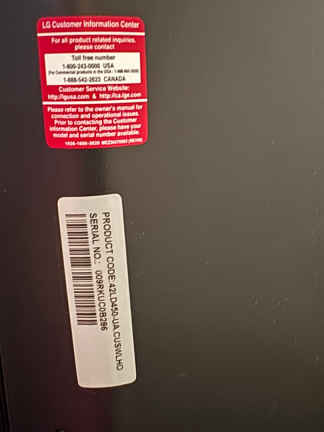 LG Customer Information Center
For all product related inquiries,
please contact
Toll free number
1-800-243-0000 USA
1-888-542-2623 CANADA
Customer Service Website:
http://lgusa.com & http://ca.lge.com
Please refer to the owner's manual for
connection and operational issues.
Prior to contacting the Customer
Information Center, please have your
model and serial number available.
PRODUCT CODE:42LD450-UA.CUSWLHD
SERIAL NO.: 009RKUC0B286